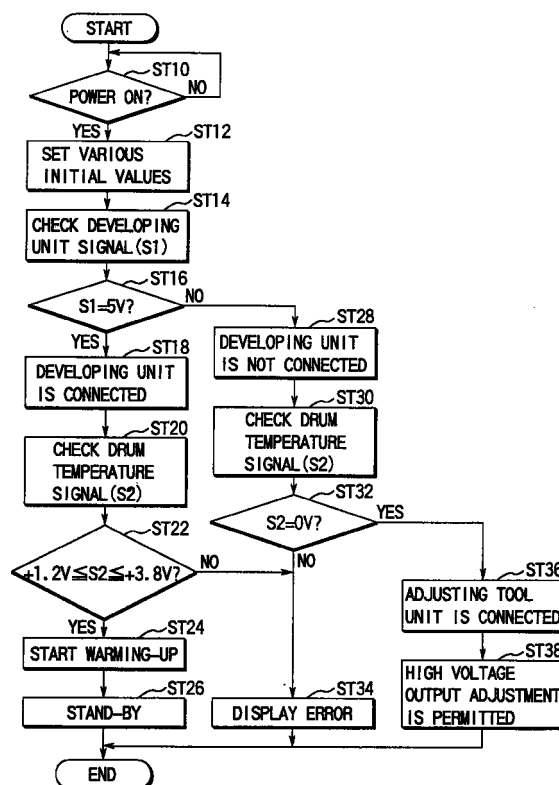 START
ST10
POWER ON?
NO
YES
ST12
SET VARIOUS
INITIAL VALUES
ST14
CHECK DEVELOPING
UNIT SIGNAL(S1)
ST16
S1=5V?
NO
YES
ST18
DEVELOPING UNIT
IS CONNECTED
ST20
CHECK DRUM
TEMPERATURE
SIGNAL(S2)
ST22
+1.2V≦S2≦+3.8V?
NO
YES
ST24
START WARMING-UP
ST26
STAND-BY
ST28
DEVELOPING UNIT
IS NOT CONNECTED
ST30
CHECK DRUM
TEMPERATURE
SIGNAL(S2)
ST32
S2=0V?
YES
NO
ST34
DISPLAY ERROR
ST36
ADJUSTING TOOL
UNIT IS CONNECTED
ST38
HIGH VOLTAGE
OUTPUT ADJUSTMENT
IS PERMITTED
END